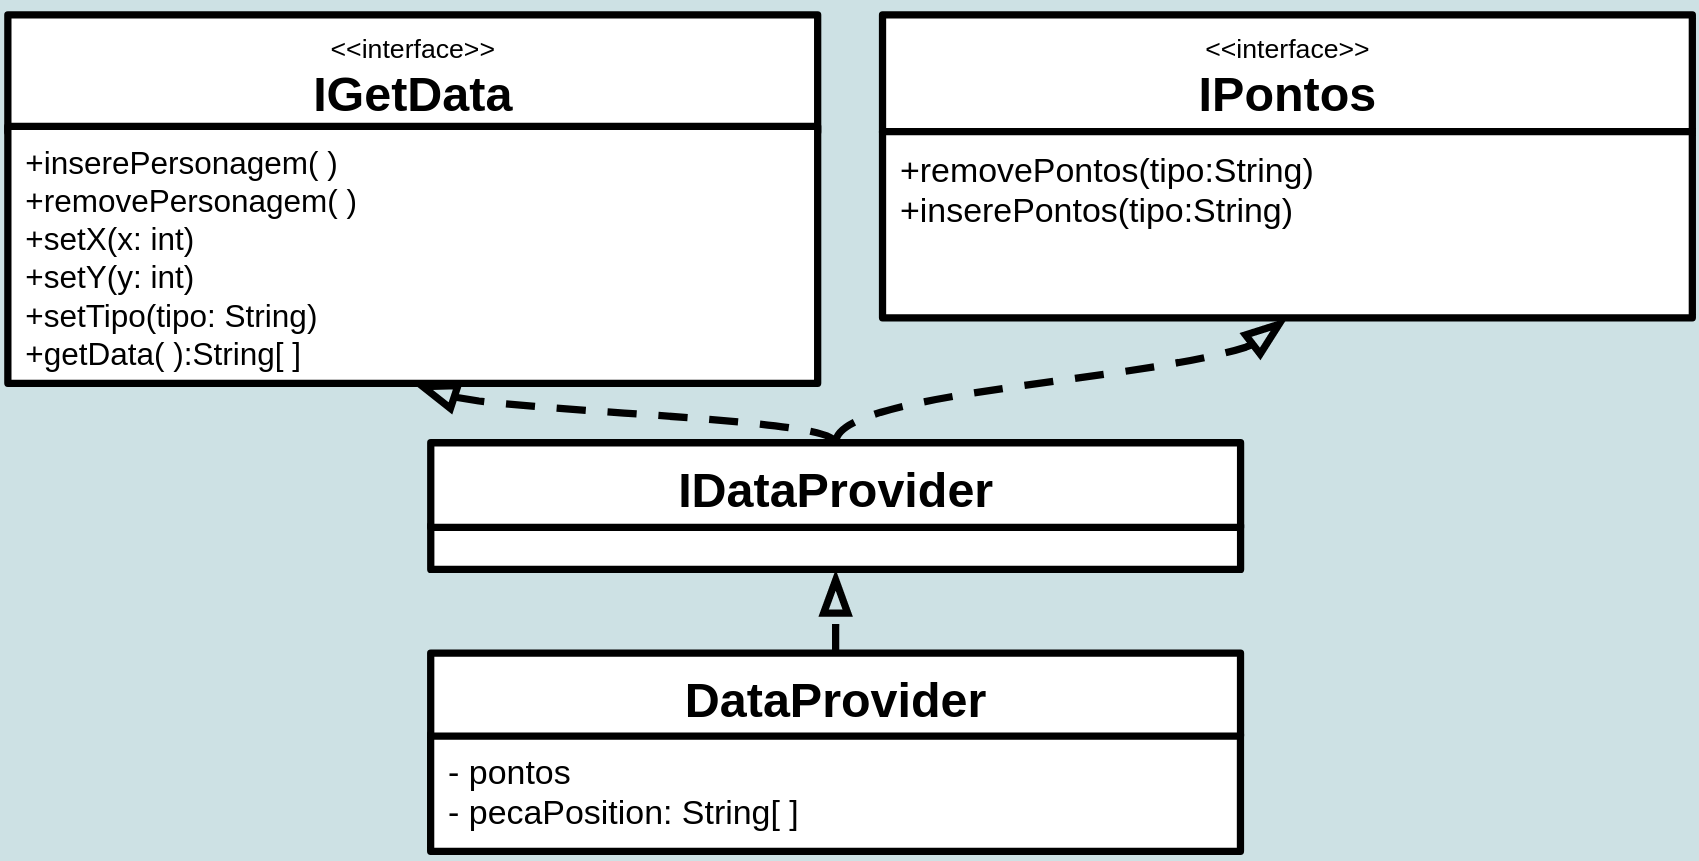 <<interface>>
IGetData
+inserePersonagem( )
+removePersonagem( )
+setX(x: int)
+setY(y: int)
+setTipo(tipo: String)
+getData( ):String[ ]
<<interface>>
IPontos
+removePontos(tipo:String)
+inserePontos(tipo:String)
IDataProvider
DataProvider
- pontos
- pecaPosition: String[ ]